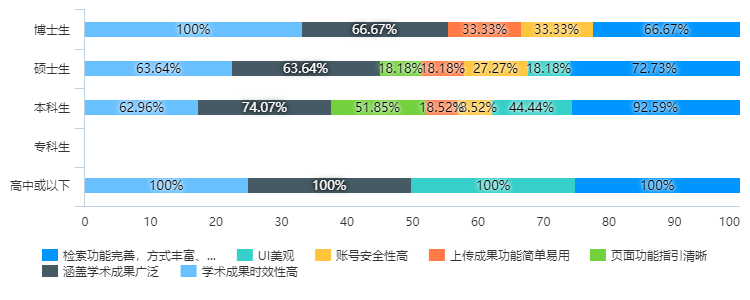 博士生 100% 66.67% 33.33% 33.33% 66.67%
硕士生 63.64% 63.64% 18.18% 18.18% 27.27% 18.18% 72.73%
本科生 62.96% 74.07% 51.85% 18.52% 3.52% 44.44% 92.59%
专科生
高中或以下 100% 100% 100% 100%
0 10 20 30 40 50 60 70 80 90 100
检索功能完善，方式丰富、... UI美观 账号安全性高 上传成果功能简单易用 页面功能指引清晰
涵盖学术成果广泛 学术成果时效性高